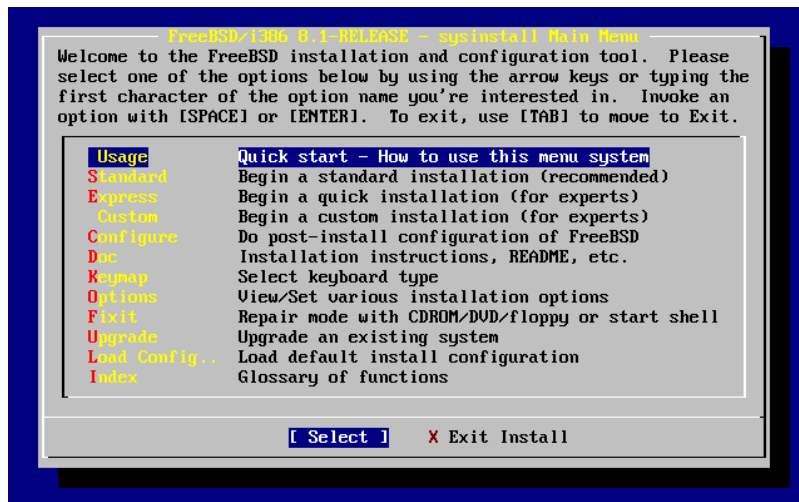 FreeBSD/i386 8.1-RELEASE - sysinstall Main Menu
Welcome to the FreeBSD installation and configuration tool.  Please
select one of the options below by using the arrow keys or typing the
first character of the option name you're interested in.  Invoke an
option with [SPACE] or [ENTER].  To exit, use [TAB] to move to Exit.
Usage Quick start - How to use this menu system
Standard Begin a standard installation (recommended)
Express Begin a quick installation (for experts)
Custom Begin a custom installation (for experts)
Configure Do post-install configuration of FreeBSD
Doc Installation instructions, README, etc.
Keymap Select keyboard type
Options View/Set various installation options
Fixit Repair mode with CDROM/DVD/floppy or start shell
Upgrade Upgrade an existing system
Load Config.. Load default install configuration
Index Glossary of functions
[ Select ] X Exit Install